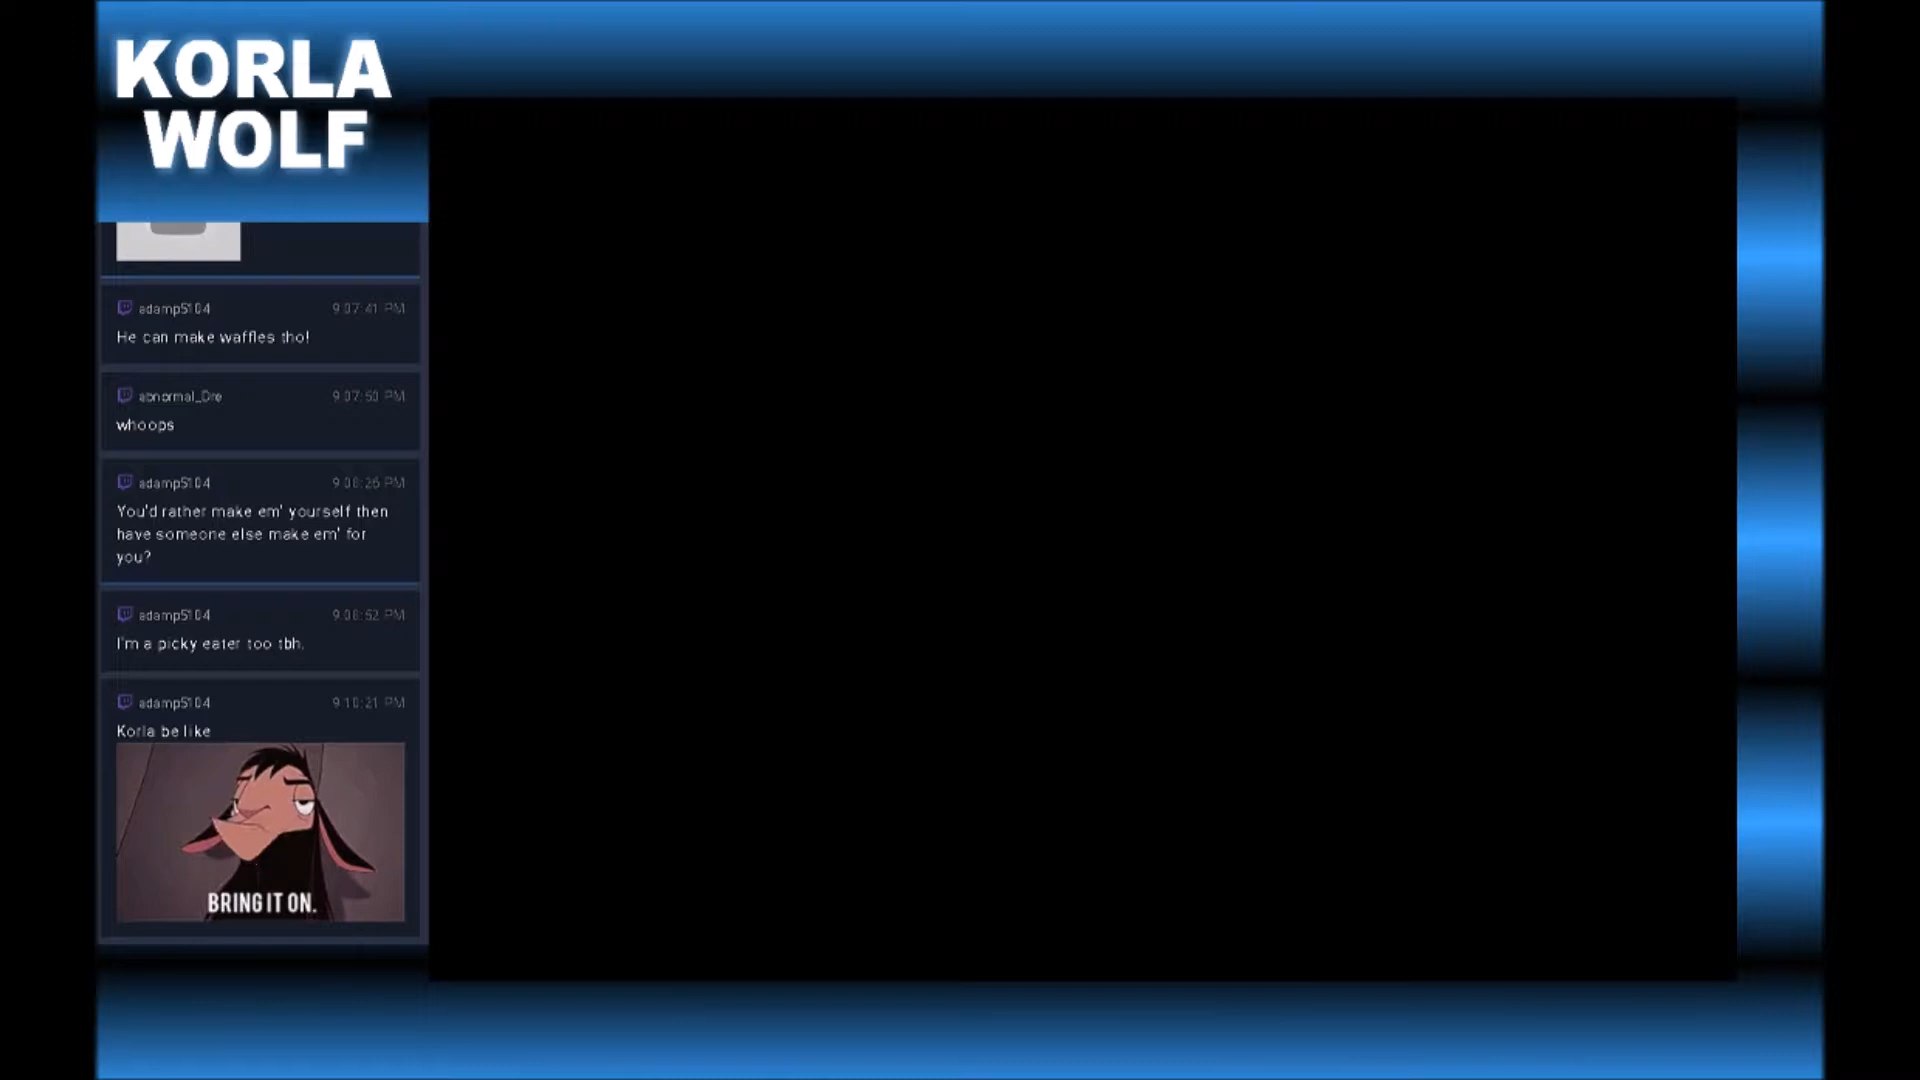 KORLA
WOLF
adamp5104 9:07:41 PM
He can make waffles tho!
abnormal_Dre 9:07:50 PM
whoops
adamp5104 9:08:26 PM
You'd rather make em' yourself then
have someone else make em' for
you?
adamp5104 9:08:52 PM
I'm a picky eater too tbh.
adamp5104 9:10:21 PM
Korla be like
BRING IT ON.